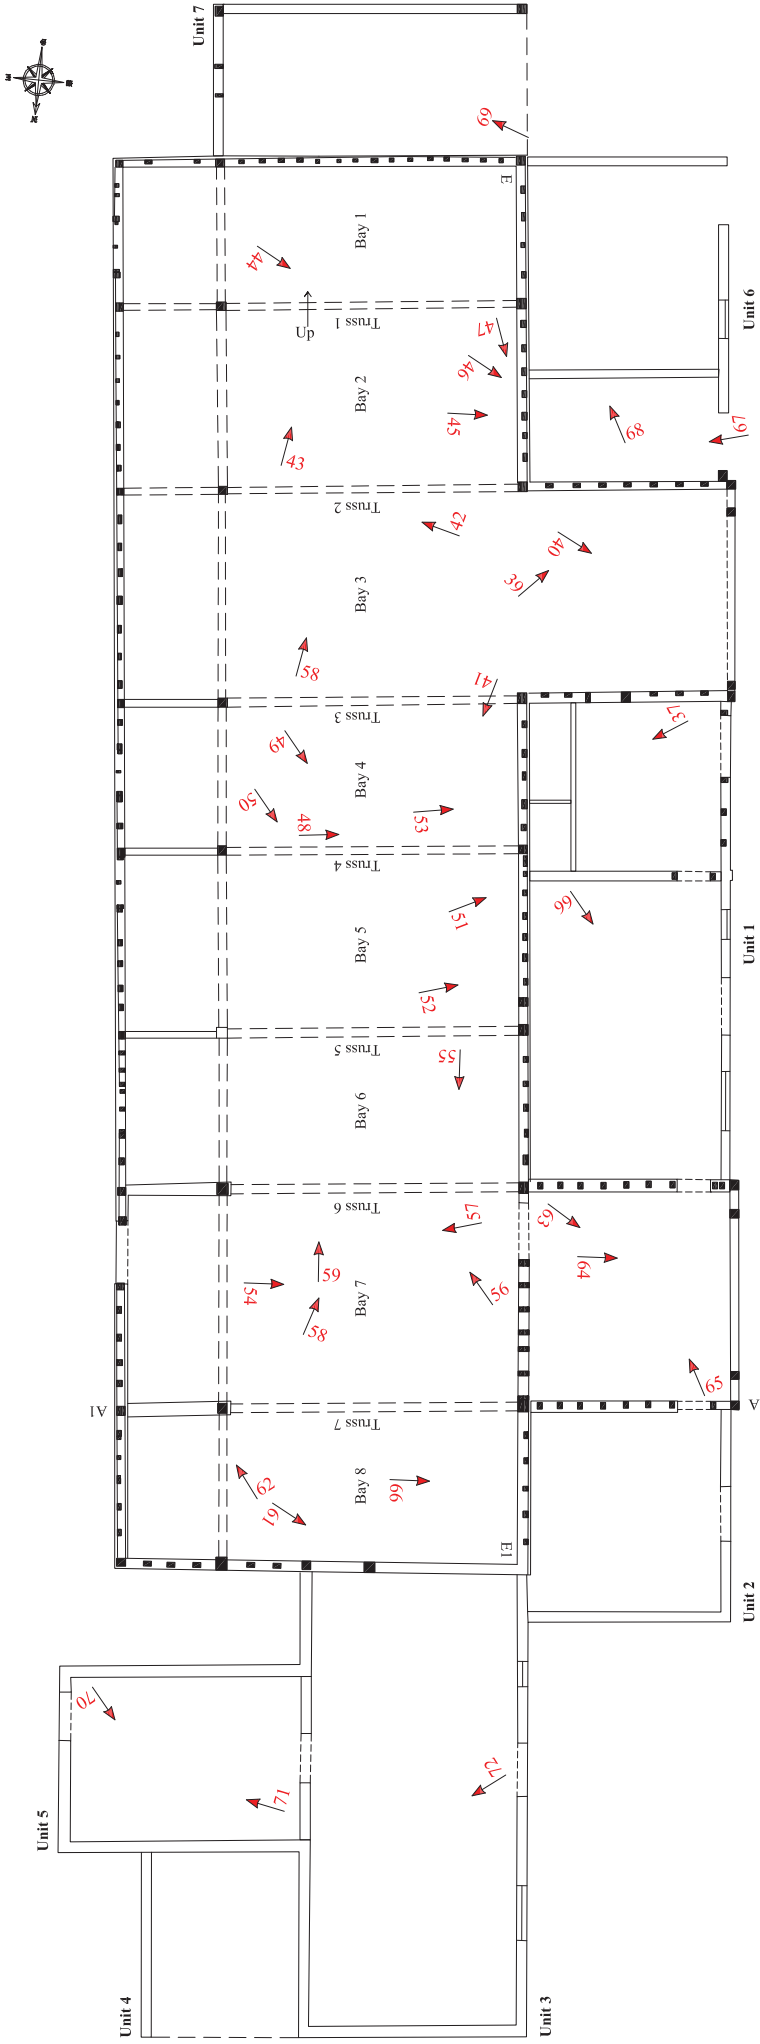 Unit 7
69
E
Bay 1
44
Up
Truss 1
47
Unit 6
46
Bay 2
45
43
68
67
Truss 2
42
40
39
Bay 3
58
41
Truss 3
37
49
50
Bay 4
48
53
Truss 4
66
51
Bay 5
Unit 1
52
Truss 5
55
Bay 6
Truss 6
57
63
64
59
54
Bay 7
56
58
65
A1
A
Truss 7
62
61
Bay 8
66
E1
Unit 2
70
72
71
Unit 5
Unit 4
Unit 3